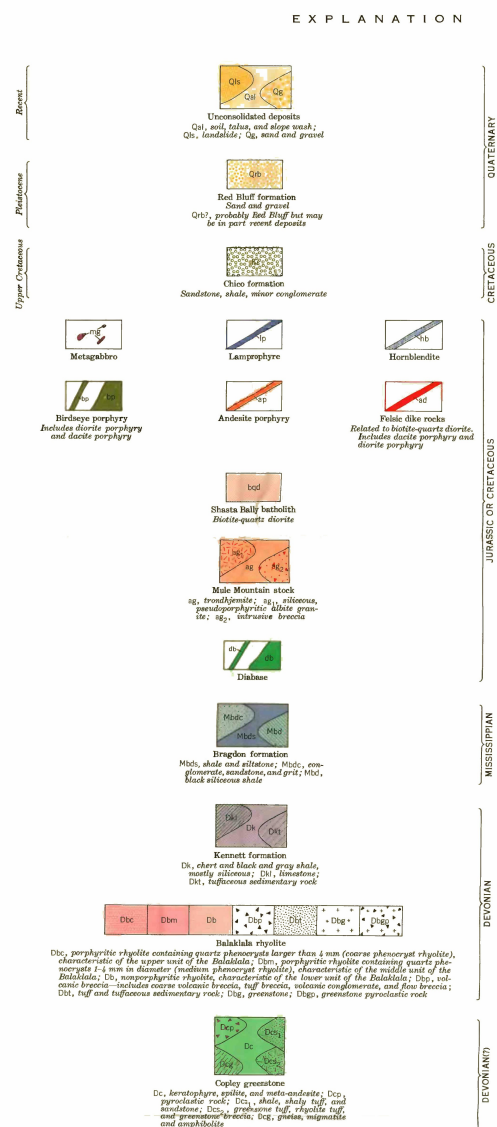 EXPLANATION
Recent
Qls
Qal
Qg
Unconsolidated deposits
Qal, soil, talus, and slope wash;
Qls, landslide; Qg, sand and gravel
QUATERNARY
Pleistocene
Qrb
Red Bluff formation
Sand and gravel
Qrb?, probably Red Bluff but may
be in part recent deposits
Upper Cretaceous
Chico formation
Sandstone, shale, minor conglomerate
CRETACEOUS
mg
Metagabbro
lp
Lamprophyre
hb
Hornblendite
bp
bp
Birdseye porphyry
Includes diorite porphyry
and dacite porphyry
ap
Andesite porphyry
ad
Felsic dike rocks
Related to biotite-quartz diorite.
Includes dacite porphyry and
diorite porphyry
bqd
Shasta Bally batholith
Biotite-quartz diorite
JURASSIC OR CRETACEOUS
ag₁
ag
ag₂
Mule Mountain stock
ag, trondhjemite; ag₁, siliceous,
pseudoporphyritic albite gran-
ite; ag₂, intrusive breccia
db
db
Diabase
Mbdc
Mbds
Mbd
Bragdon formation
Mbds, shale and siltstone; Mbdc, con-
glomerate, sandstone, and grit; Mbd,
black siliceous shale
MISSISSIPPIAN
Dkl
Dk
Dkt
Kennett formation
Dk, chert and black and gray shale,
mostly siliceous; Dkl, limestone;
Dkt, tuffaceous sedimentary rock
DEVONIAN
Dbc
Dbm
Db
Dbp
Dbt
Dbg
Dbgp
Balaklala rhyolite
Dbc, porphyritic rhyolite containing quartz phenocrysts larger than 4 mm (coarse phenocryst rhyolite),
characteristic of the upper unit of the Balaklala; Dbm, porphyritic rhyolite containing quartz phe-
nocrysts 1-4 mm in diameter (medium phenocryst rhyolite), characteristic of the middle unit of the
Balaklala; Db, nonporphyritic rhyolite, characteristic of the lower unit of the Balaklala; Dbp, vol-
canic breccia—includes coarse volcanic breccia, tuff breccia, volcanic conglomerate, and flow breccia;
Dbt, tuff and tuffaceous sedimentary rock; Dbg, greenstone; Dbgp, greenstone pyroclastic rock
Dcp
Dcs₁
Dc
Dcg
Dcs₂
Copley greenstone
Dc, keratophyre, spilite, and meta-andesite; Dcp,
pyroclastic rock; Dcs₁, shale, shaly tuff, and
sandstone; Dcs₂, greenstone tuff, rhyolite tuff,
and greenstone breccia; Dcg, gneiss, migmatite
and amphibolite
DEVONIAN(?)